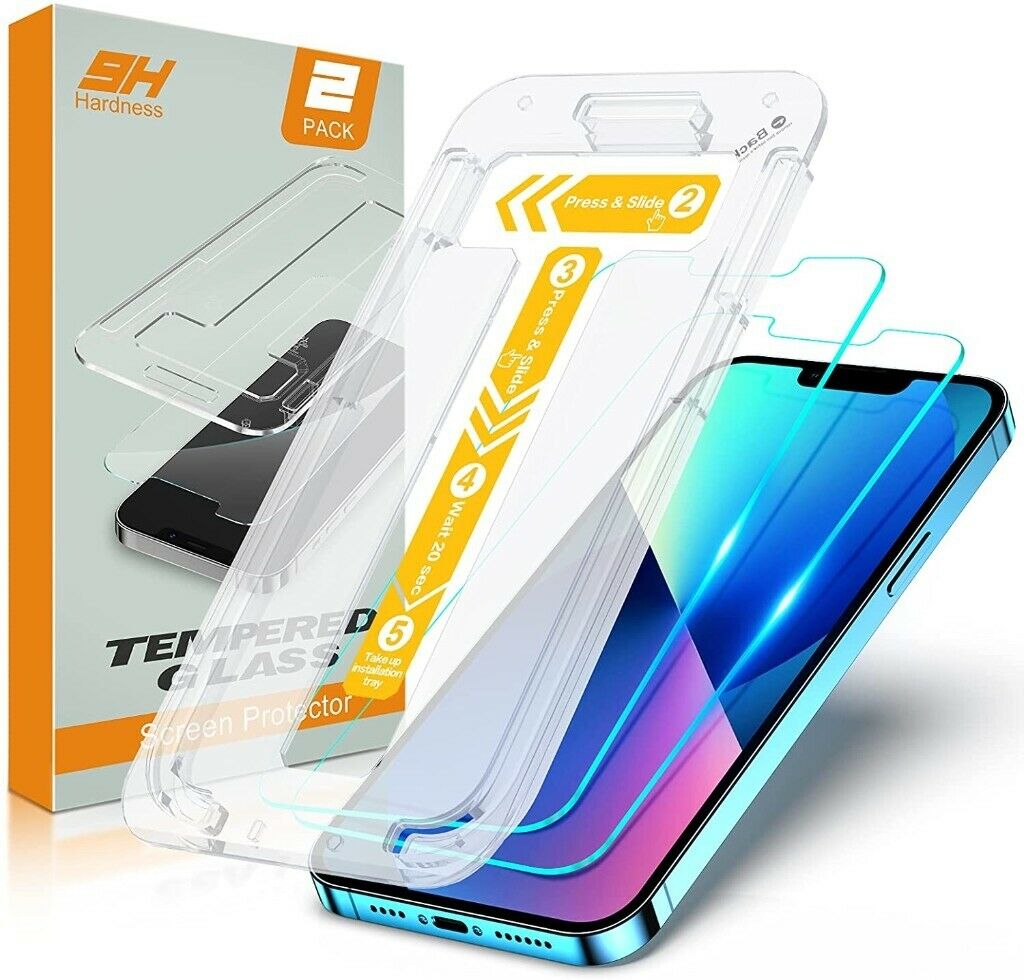 9H
Hardness
2
PACK
TEMPERED
GLASS
Screen Protector
Back
Press & Slide 2
3 Press & Slide
4 Wait 20 sec
5
Take up
installation
tray